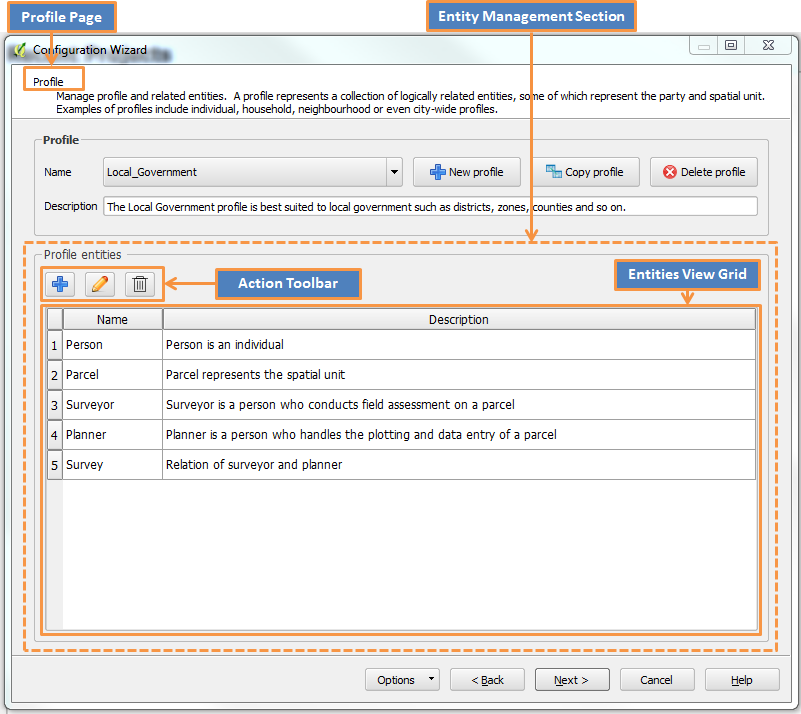 Profile Page
Entity Management Section
Configuration Wizard
Profile
Manage profile and related entities. A profile represents a collection of logically related entities, some of which represent the party and spatial unit.
Examples of profiles include individual, household, neighbourhood or even city-wide profiles.
Profile
Name Local_Government New profile Copy profile Delete profile
Description The Local Government profile is best suited to local government such as districts, zones, counties and so on.
Profile entities
Action Toolbar
Entities View Grid
Name Description
1 Person Person is an individual
2 Parcel Parcel represents the spatial unit
3 Surveyor Surveyor is a person who conducts field assessment on a parcel
4 Planner Planner is a person who handles the plotting and data entry of a parcel
5 Survey Relation of surveyor and planner
Options < Back Next > Cancel Help